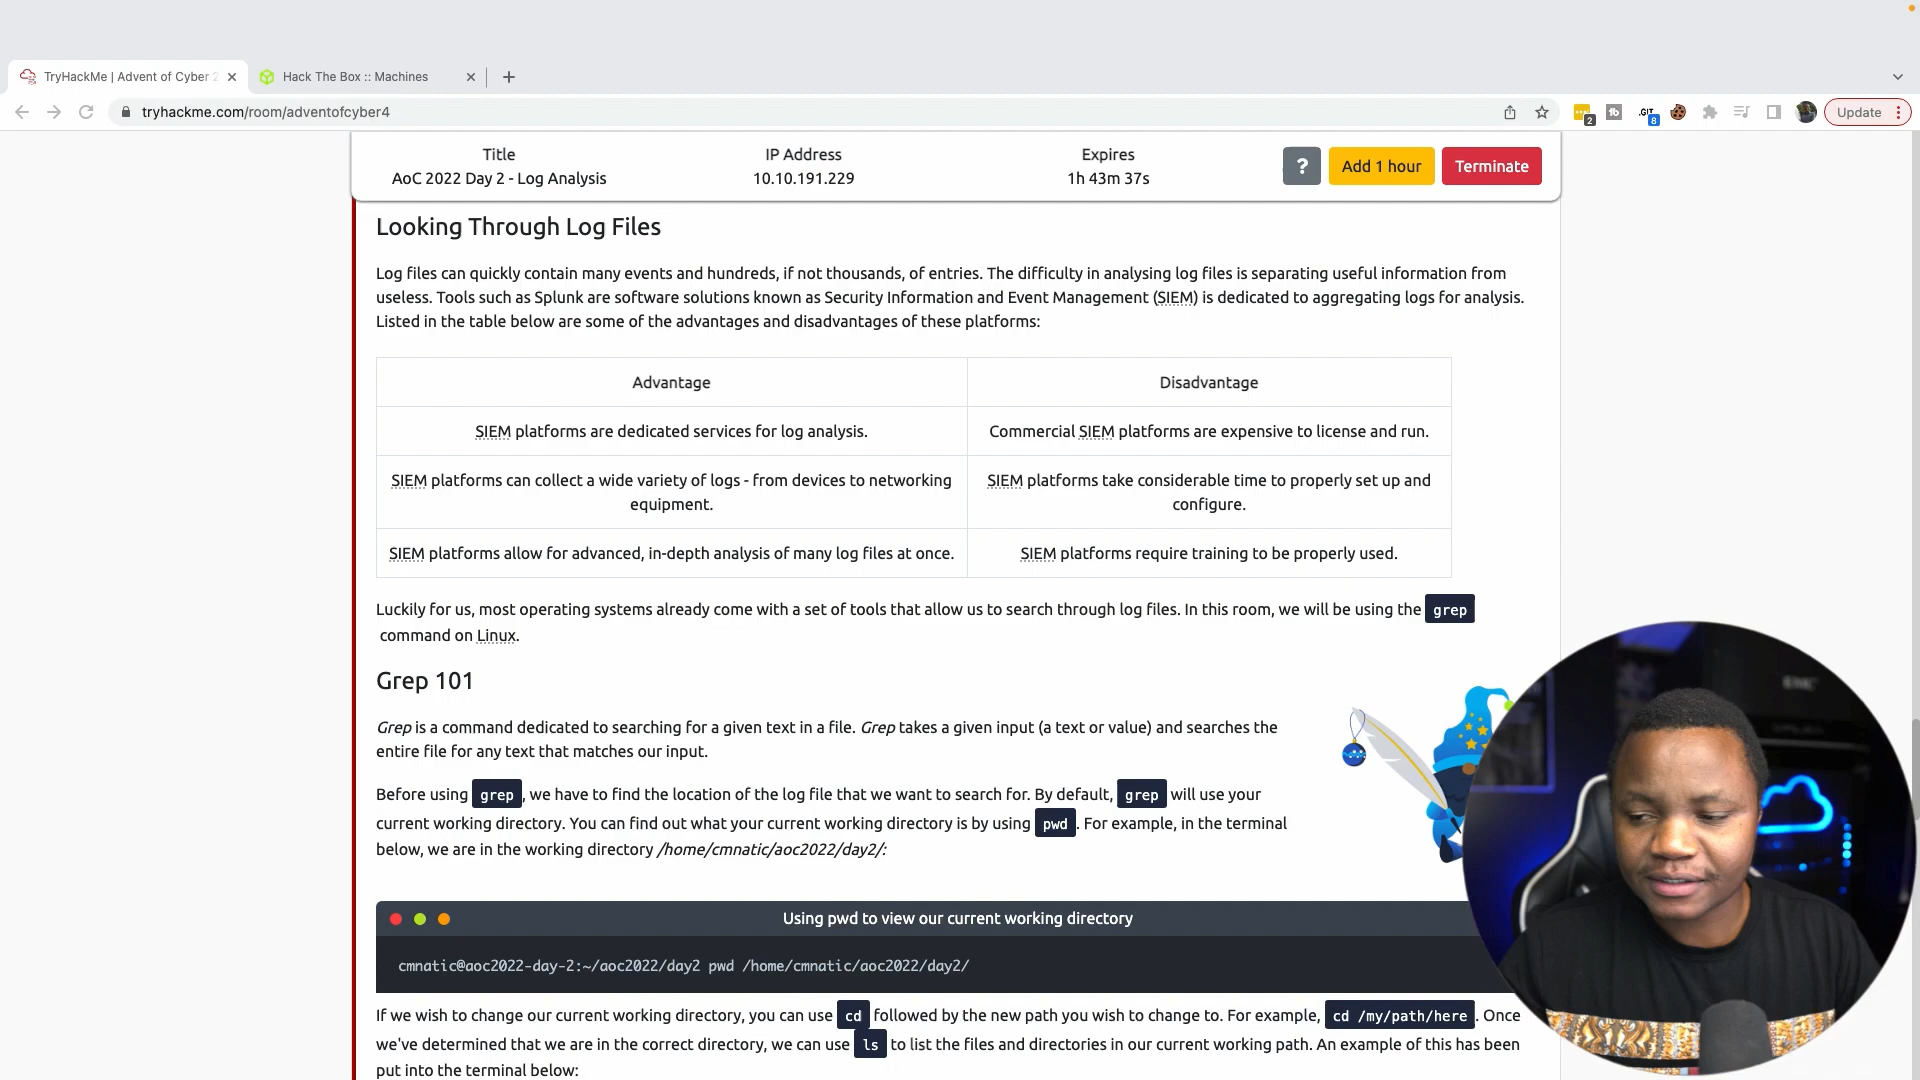 TryHackMe | Advent of Cyber 2
Hack The Box :: Machines
tryhackme.com/room/adventofcyber4
2
.GIT
8
Update
Title
IP Address
Expires
AoC 2022 Day 2 - Log Analysis
10.10.191.229
1h 43m 37s
?
Add 1 hour
Terminate
Looking Through Log Files
Log files can quickly contain many events and hundreds, if not thousands, of entries. The difficulty in analysing log files is separating useful information from
useless. Tools such as Splunk are software solutions known as Security Information and Event Management (SIEM) is dedicated to aggregating logs for analysis.
Listed in the table below are some of the advantages and disadvantages of these platforms:
Advantage
Disadvantage
SIEM platforms are dedicated services for log analysis.
Commercial SIEM platforms are expensive to license and run.
SIEM platforms can collect a wide variety of logs - from devices to networking
equipment.
SIEM platforms take considerable time to properly set up and
configure.
SIEM platforms allow for advanced, in-depth analysis of many log files at once.
SIEM platforms require training to be properly used.
Luckily for us, most operating systems already come with a set of tools that allow us to search through log files. In this room, we will be using the grep
command on Linux.
Grep 101
Grep is a command dedicated to searching for a given text in a file. Grep takes a given input (a text or value) and searches the
entire file for any text that matches our input.
Before using grep, we have to find the location of the log file that we want to search for. By default, grep will use your
current working directory. You can find out what your current working directory is by using pwd. For example, in the terminal
below, we are in the working directory /home/cmnatic/aoc2022/day2/:
Using pwd to view our current working directory
cmnatic@aoc2022-day-2:~/aoc2022/day2 pwd /home/cmnatic/aoc2022/day2/
If we wish to change our current working directory, you can use cd followed by the new path you wish to change to. For example, cd /my/path/here. Once
we've determined that we are in the correct directory, we can use ls to list the files and directories in our current working path. An example of this has been
put into the terminal below: